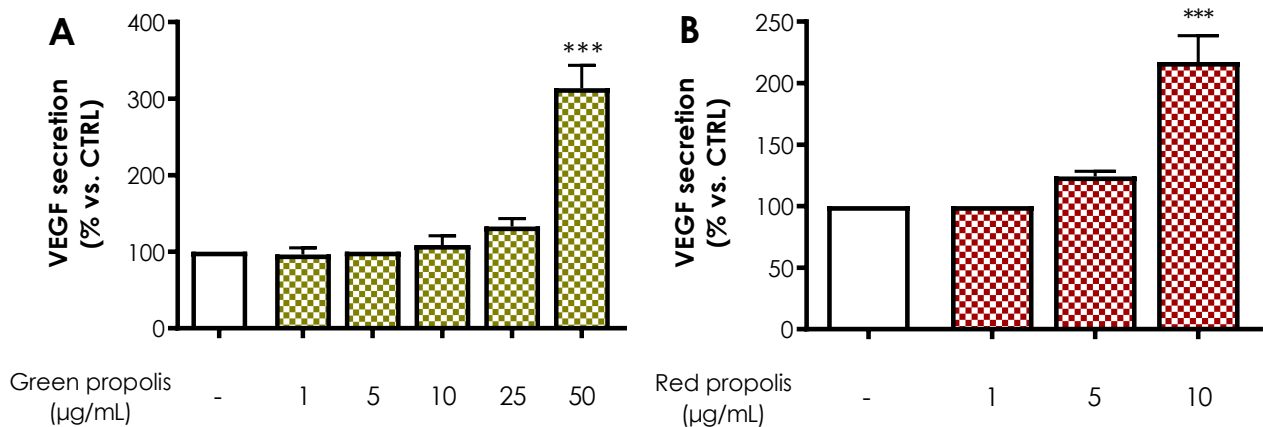 A
VEGF secretion
(% vs. CTRL)
400
300
200
100
0
***
Green propolis
(µg/mL)
- 1 5 10 25 50
B
VEGF secretion
(% vs. CTRL)
250
200
150
100
50
0
***
Red propolis
(µg/mL)
- 1 5 10